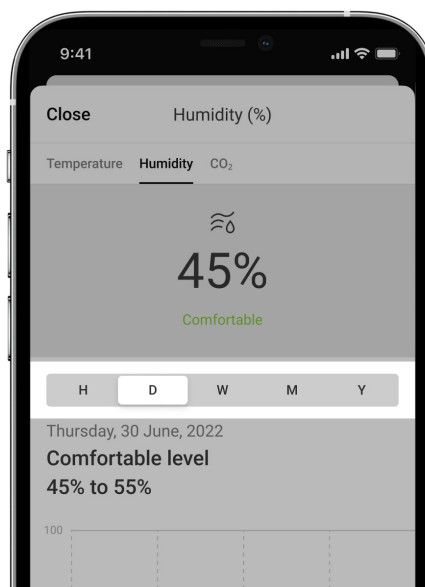 9:41
Close Humidity (%)
Temperature Humidity CO₂
45%
Comfortable
H D W M Y
Thursday, 30 June, 2022
Comfortable level
45% to 55%
100